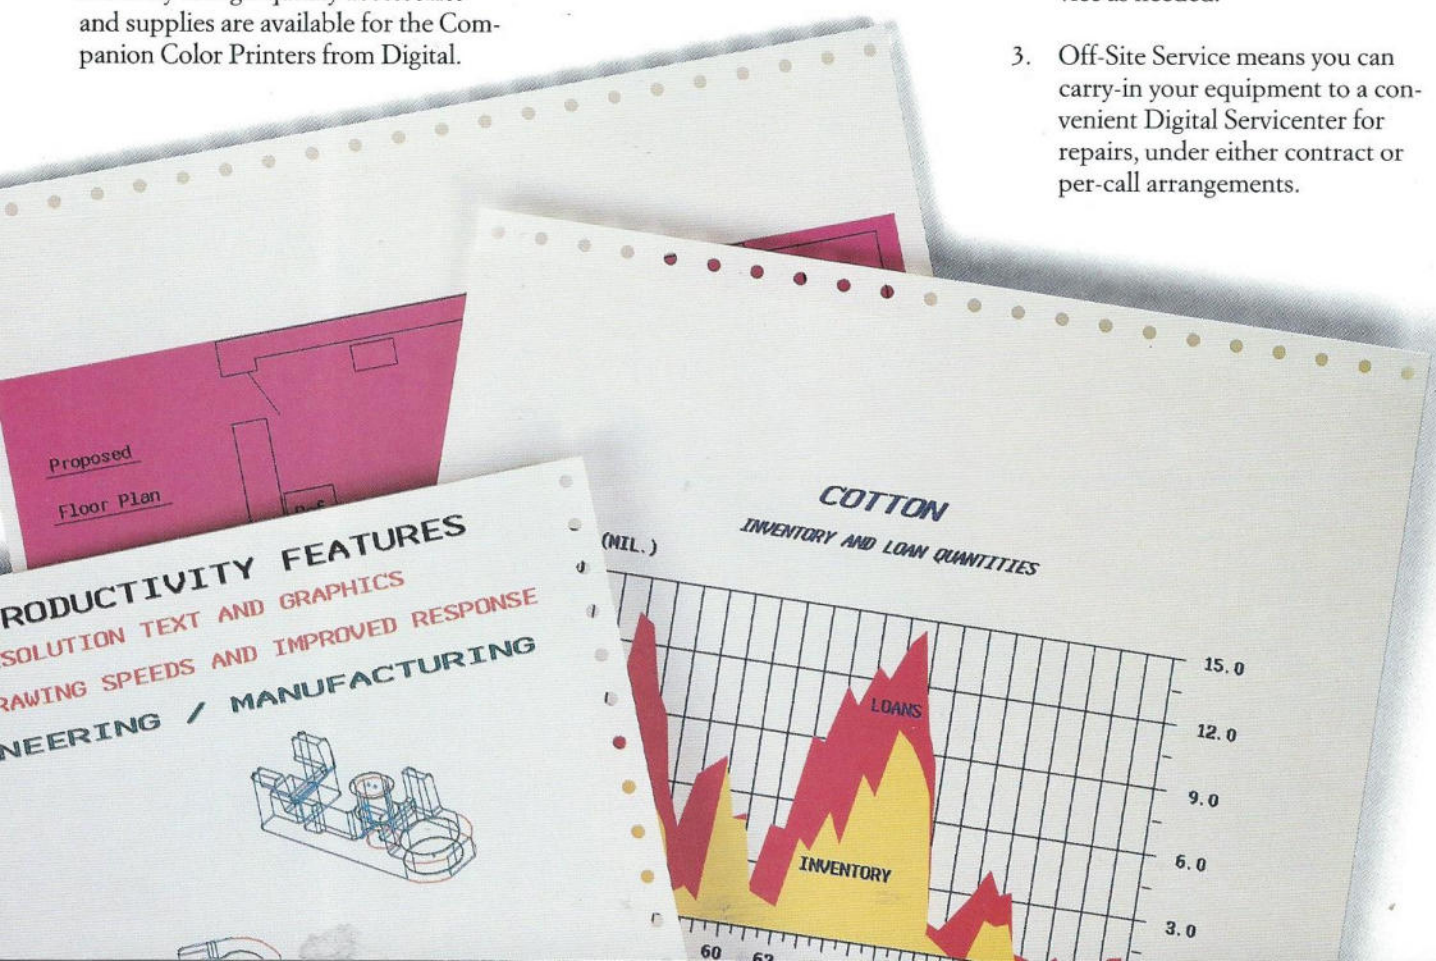 and supplies are available for the Com-
panion Color Printers from Digital.
3. Off-Site Service means you can
carry-in your equipment to a con-
venient Digital Servicenter for
repairs, under either contract or
per-call arrangements.
Proposed
Floor Plan
RODUCTIVITY FEATURES
SOLUTION TEXT AND GRAPHICS
RAWING SPEEDS AND IMPROVED RESPONSE
NEERING / MANUFACTURING
COTTON
INVENTORY AND LOAN QUANTITIES
(MIL.)
15.0
12.0
9.0
6.0
3.0
LOANS
INVENTORY
60